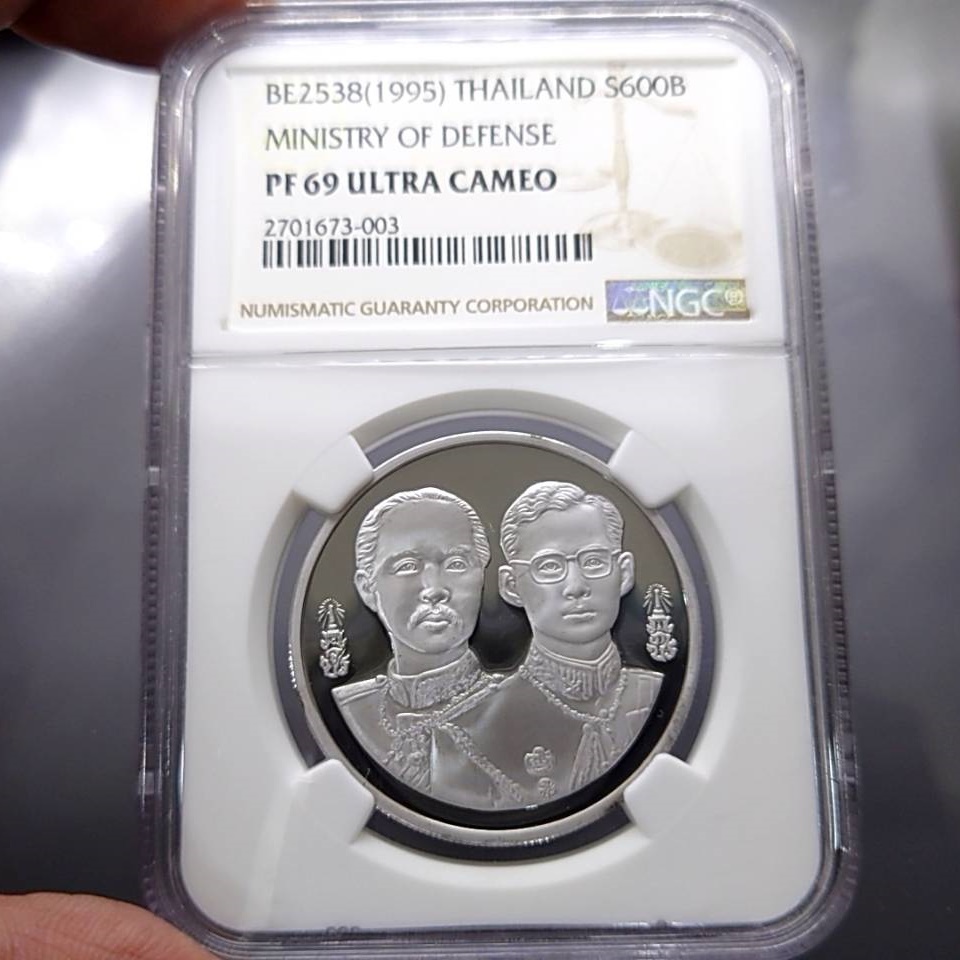 BE2538(1995) THAILAND S600B
MINISTRY OF DEFENSE
PF 69 ULTRA CAMEO
2701673-003
NUMISMATIC GUARANTY CORPORATION
NGC